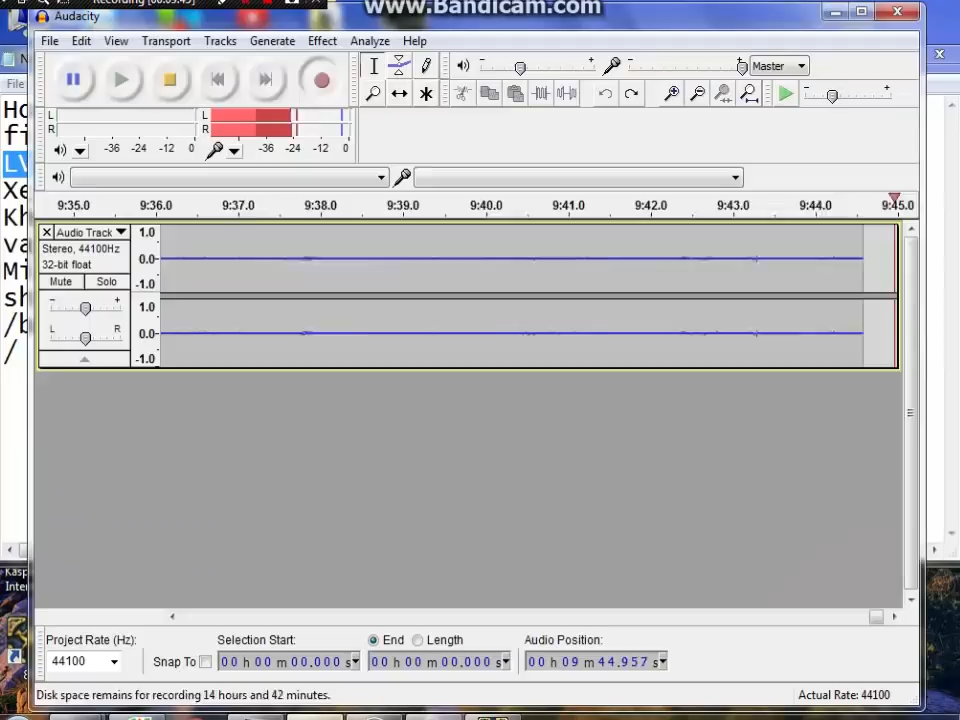 Recording [00:09:45]
www.Bandicam.com
Audacity
File Edit View Transport Tracks Generate Effect Analyze Help
Master
L
R
-36 -24 -12 0
L
R
-36 -24 -12 0
9:35.0 9:36.0 9:37.0 9:38.0 9:39.0 9:40.0 9:41.0 9:42.0 9:43.0 9:44.0 9:45.0
Audio Track
Stereo, 44100Hz
32-bit float
Mute Solo
- +
L R
1.0
0.0-
-1.0
1.0
0.0-
-1.0
Project Rate (Hz):
44100
Snap To
Selection Start:
00 h 00 m 00.000 s
End Length
00 h 00 m 00.000 s
Audio Position:
00 h 09 m 44.957 s
Disk space remains for recording 14 hours and 42 minutes.
Actual Rate: 44100
File
Ho
fi
LV
Xe
Kh
va
Mi
sh
/b
/
Kasp
Inter